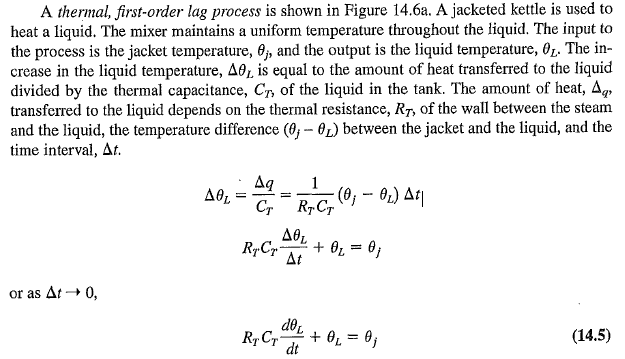 A thermal, first-order lag process is shown in Figure 14.6a. A jacketed kettle is used to
heat a liquid. The mixer maintains a uniform temperature throughout the liquid. The input to
the process is the jacket temperature, θj, and the output is the liquid temperature, θL. The in-
crease in the liquid temperature, ΔθL is equal to the amount of heat transferred to the liquid
divided by the thermal capacitance, CT, of the liquid in the tank. The amount of heat, Δq,
transferred to the liquid depends on the thermal resistance, RT, of the wall between the steam
and the liquid, the temperature difference (θj − θL) between the jacket and the liquid, and the
time interval, Δt.
ΔθL = Δq/CT = 1/(RT CT) (θj − θL) Δt|
RT CT ΔθL/Δt + θL = θj
or as Δt → 0,
RT CT dθL/dt + θL = θj (14.5)